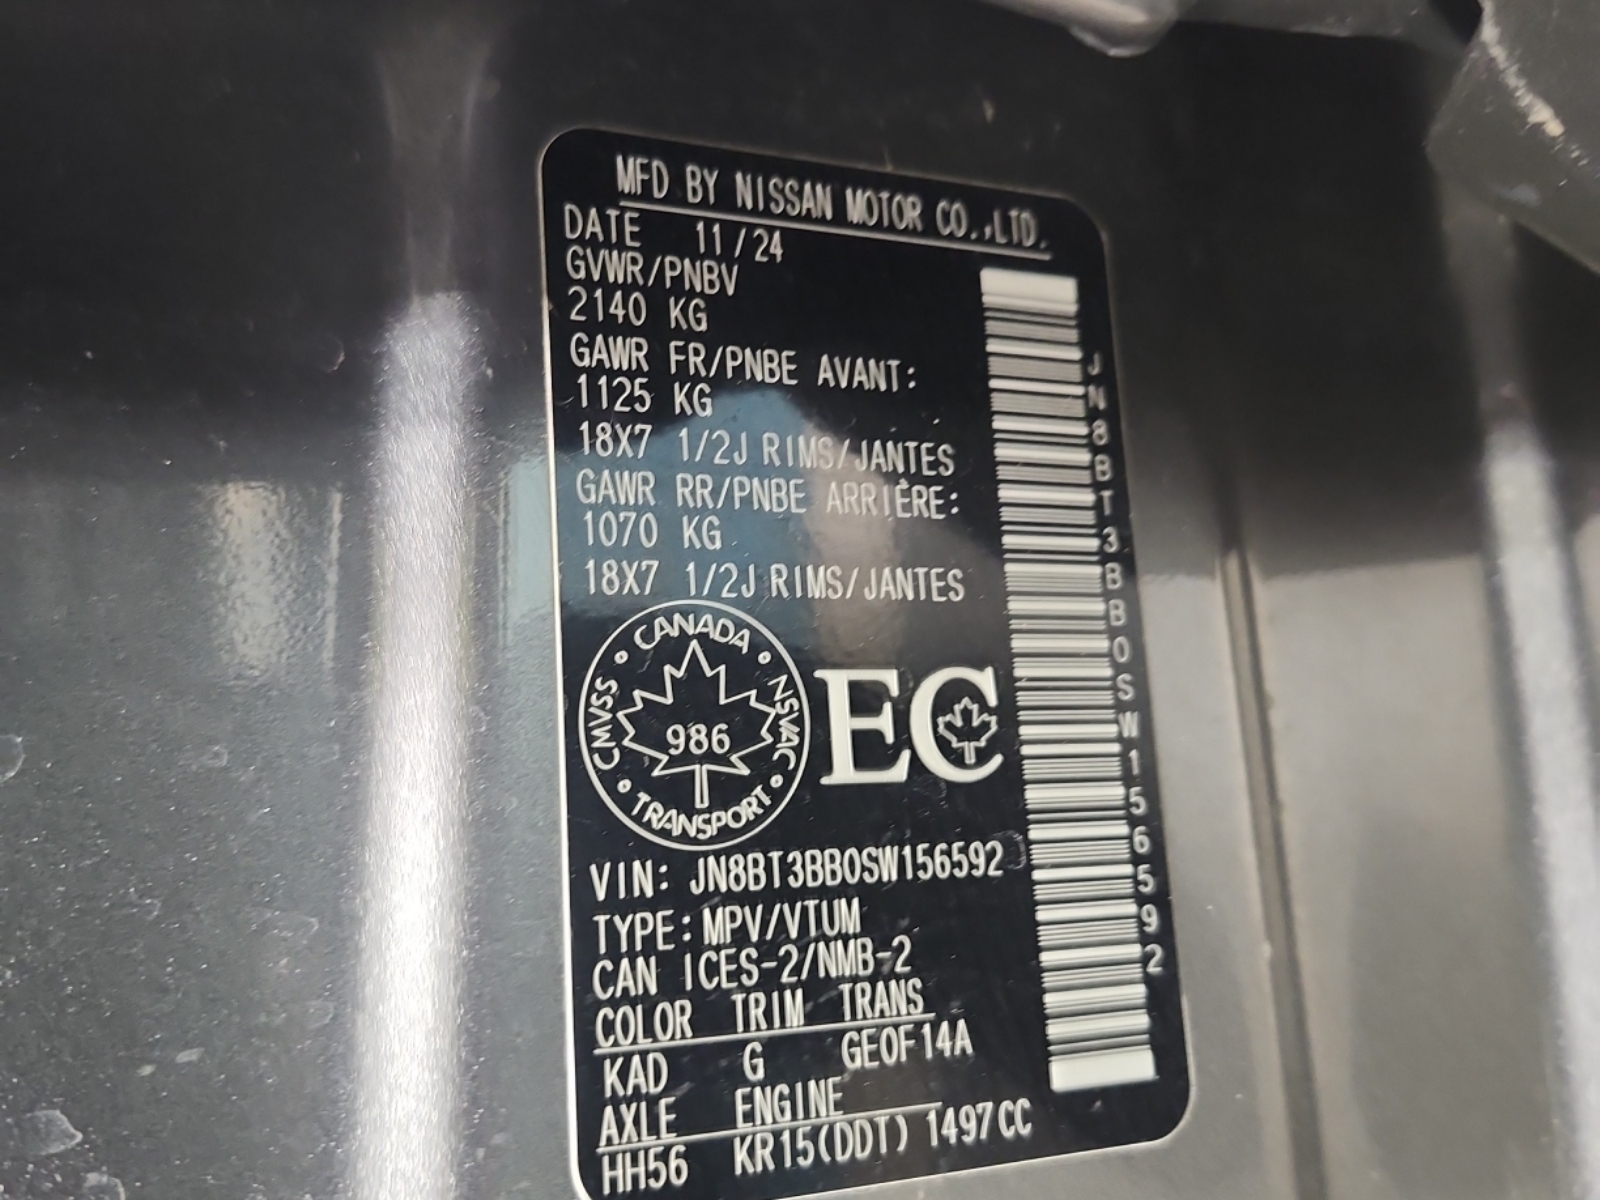 MFD BY NISSAN MOTOR CO.,LTD.
DATE 11/24
GVWR/PNBV
2140 KG
GAWR FR/PNBE AVANT:
1125 KG
18X7 1/2J RIMS/JANTES
GAWR RR/PNBE ARRIÈRE:
1070 KG
18X7 1/2J RIMS/JANTES
CANADA
CMVSS
986
NSVAC
TRANSPORT
EC
VIN: JN8BT3BB0SW156592
TYPE: MPV/VTUM
CAN ICES-2/NMB-2
COLOR TRIM TRANS
KAD G GE0F14A
AXLE ENGINE
HH56 KR15(DDT) 1497CC
JN8BT3BB0SW156592